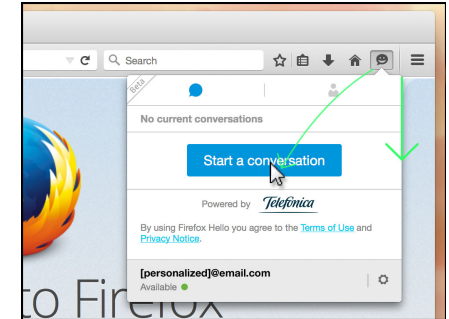 Search
Beta
No current conversations
Start a conversation
Powered by Telefónica
By using Firefox Hello you agree to the Terms of Use and
Privacy Notice.
[personalized]@email.com
Available
to Firefox